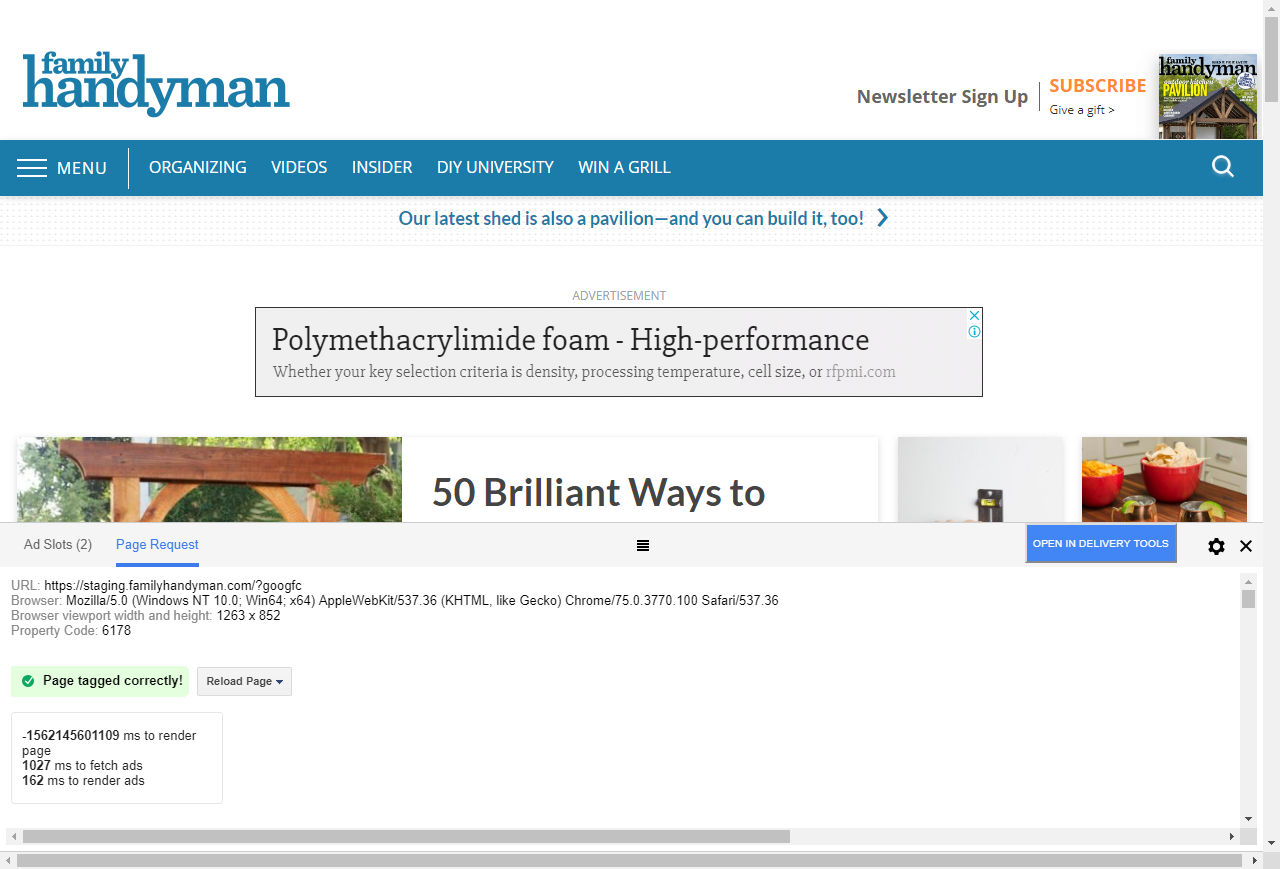 family
handyman
Newsletter Sign Up
SUBSCRIBE
Give a gift >
family
handyman
PAVILION
MENU
ORGANIZING
VIDEOS
INSIDER
DIY UNIVERSITY
WIN A GRILL
Our latest shed is also a pavilion—and you can build it, too!
ADVERTISEMENT
Polymethacrylimide foam - High-performance
Whether your key selection criteria is density, processing temperature, cell size, or rfpmi.com
50 Brilliant Ways to
Ad Slots (2)
Page Request
OPEN IN DELIVERY TOOLS
URL: https://staging.familyhandyman.com/?googfc
Browser: Mozilla/5.0 (Windows NT 10.0; Win64; x64) AppleWebKit/537.36 (KHTML, like Gecko) Chrome/75.0.3770.100 Safari/537.36
Browser viewport width and height: 1263 x 852
Property Code: 6178
Page tagged correctly!
Reload Page
-1562145601109 ms to render
page
1027 ms to fetch ads
162 ms to render ads